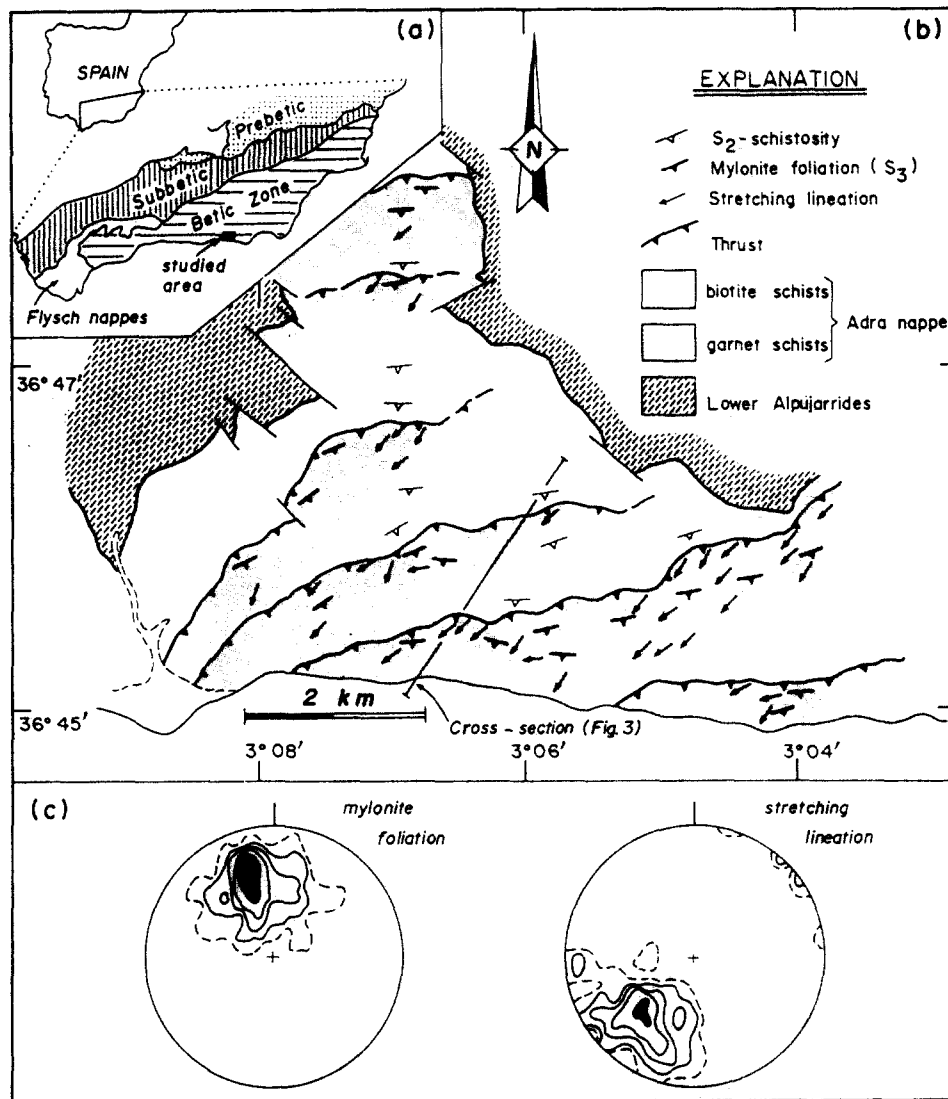 (a)
SPAIN
Prebetic
Subbetic
Betic Zone
studied
area
Flysch nappes
(b)
N
EXPLANATION
S2-schistosity
Mylonite foliation (S3)
Stretching lineation
Thrust
biotite schists
garnet schists
Adra nappe
Lower Alpujarrides
36° 47'
36° 45'
2 km
Cross-section (Fig. 3)
3° 08'
3° 06'
3° 04'
(c)
mylonite
foliation
stretching
lineation